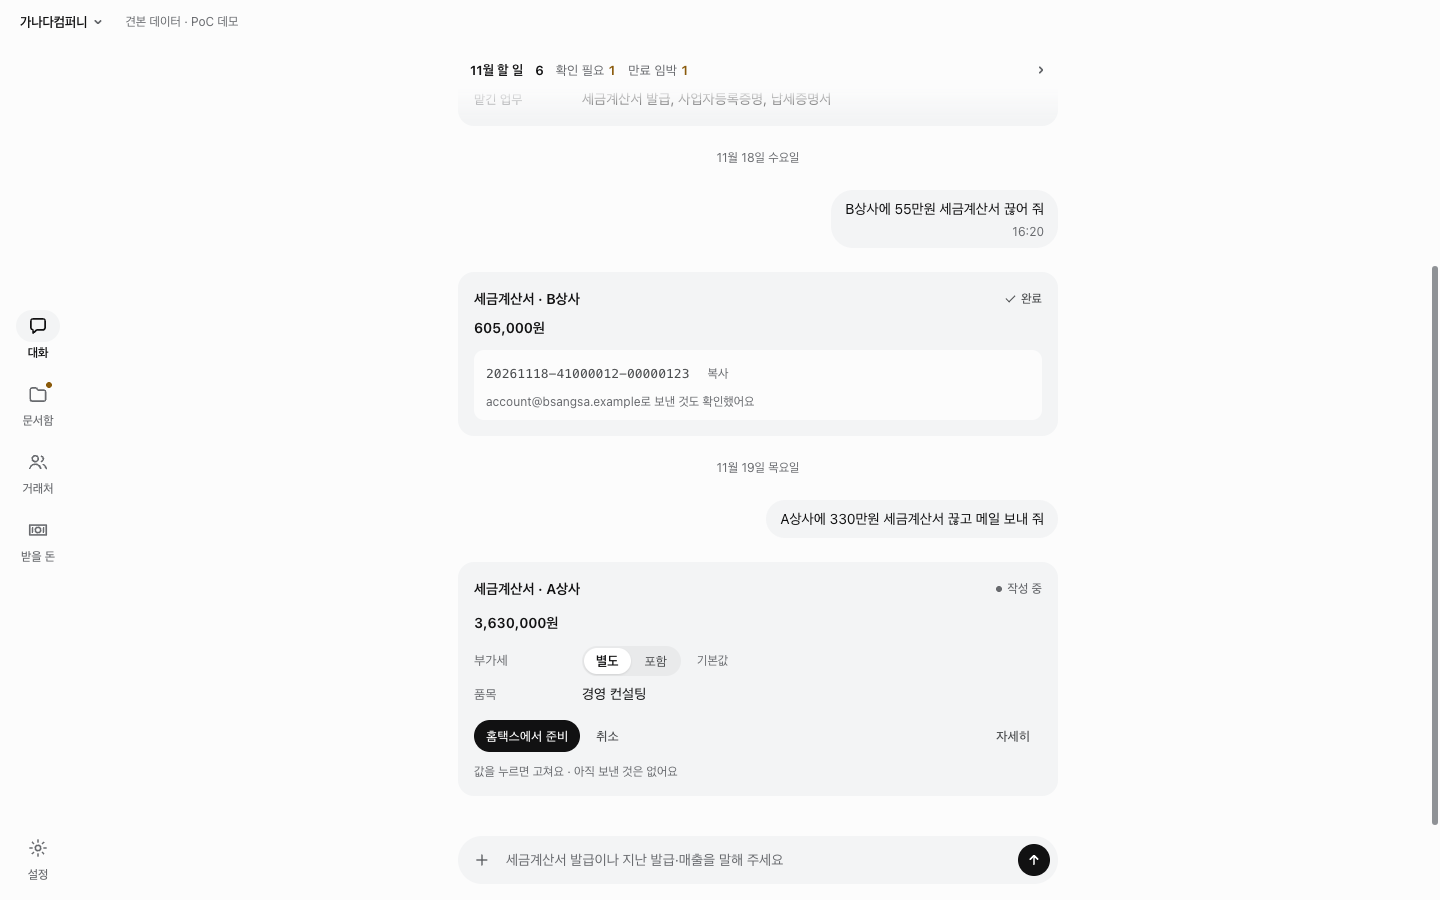 가나다컴퍼니
견본 데이터 · PoC 데모
11월 할 일 6 확인 필요 1 만료 임박 1
맡긴 업무 세금계산서 발급, 사업자등록증명, 납세증명서
11월 18일 수요일
B상사에 55만원 세금계산서 끊어 줘
16:20
세금계산서 · B상사
완료
605,000원
20261118-41000012-00000123 복사
account@bsangsa.example로 보낸 것도 확인했어요
11월 19일 목요일
A상사에 330만원 세금계산서 끊고 메일 보내 줘
세금계산서 · A상사
작성 중
3,630,000원
부가세 별도 포함 기본값
품목 경영 컨설팅
홈택스에서 준비 취소 자세히
값을 누르면 고쳐요 · 아직 보낸 것은 없어요
세금계산서 발급이나 지난 발급·매출을 말해 주세요
대화
문서함
거래처
받을 돈
설정